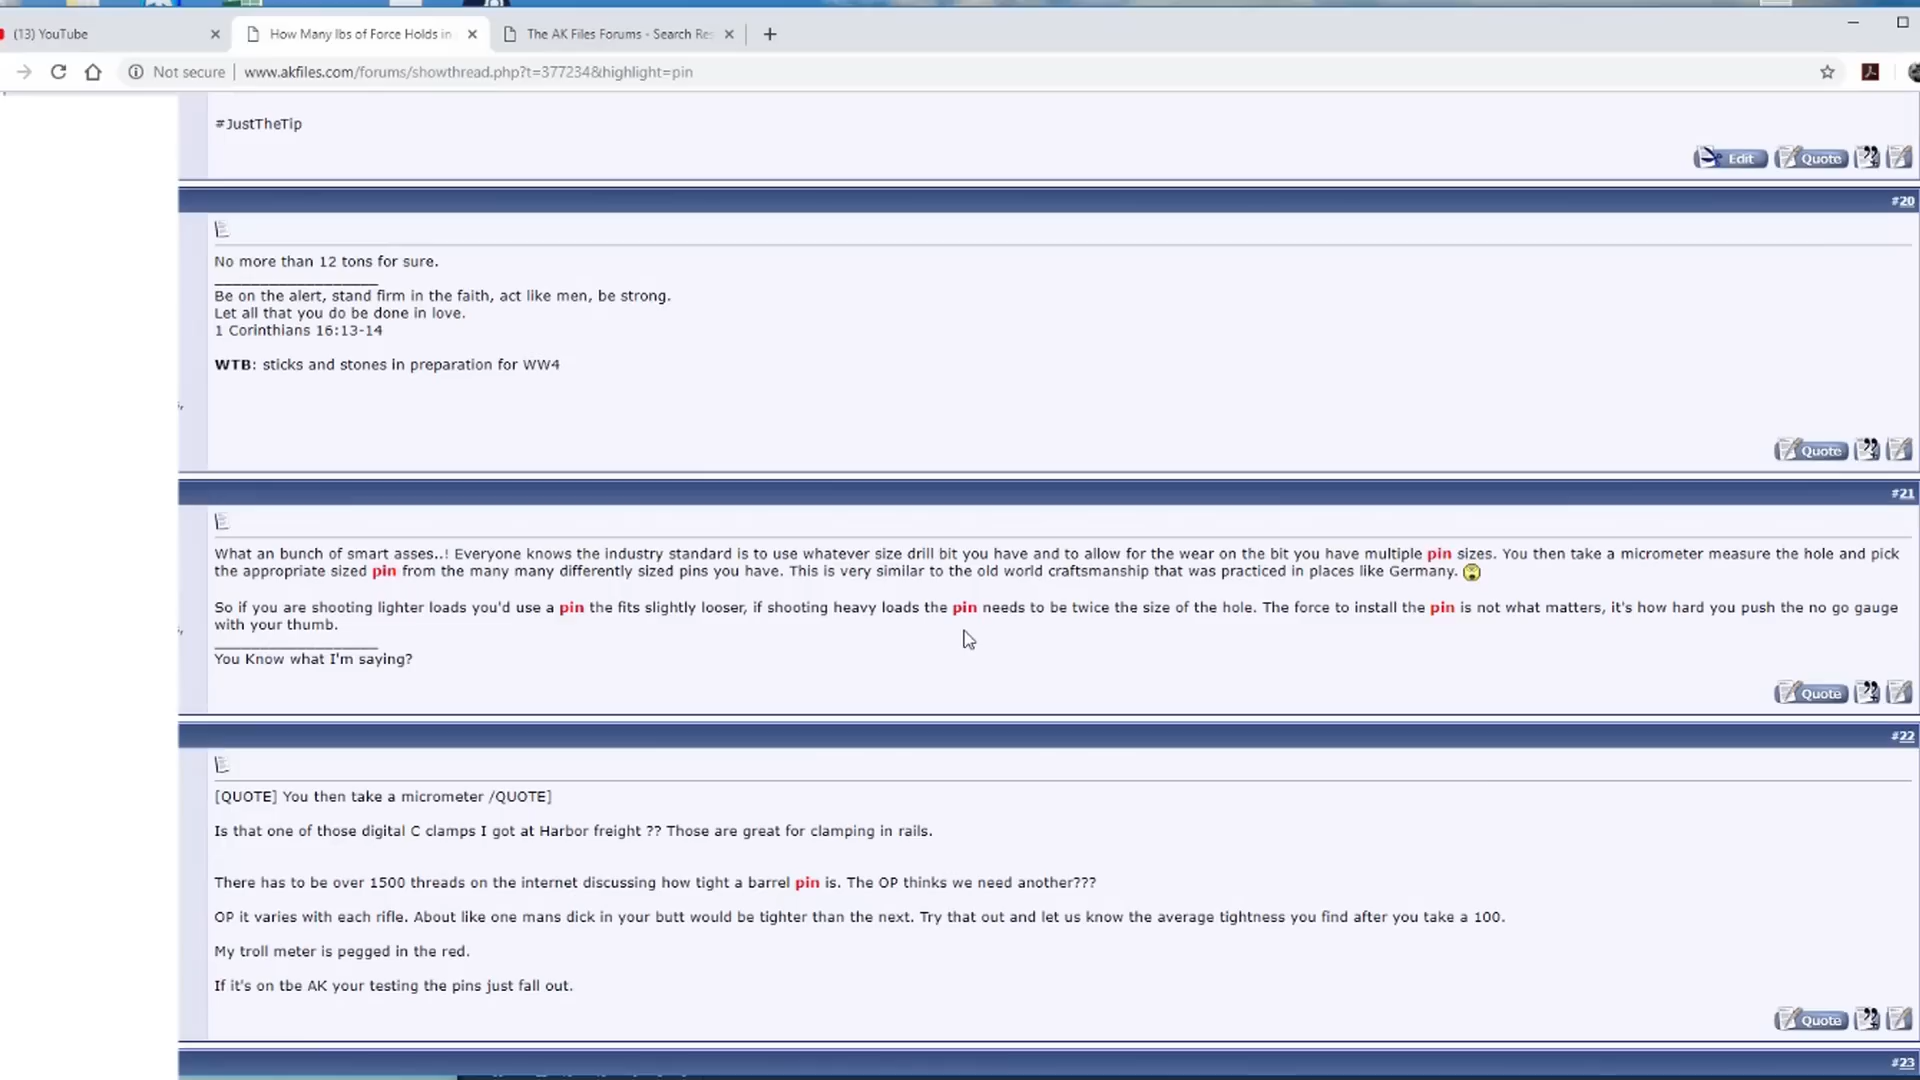 (13) YouTube
How Many lbs of Force Holds in
The AK Files Forums - Search Res
Not secure | www.akfiles.com/forums/showthread.php?t=377234&highlight=pin
#JustTheTip
Edit Quote
#20
No more than 12 tons for sure.
Be on the alert, stand firm in the faith, act like men, be strong.
Let all that you do be done in love.
1 Corinthians 16:13-14
WTB: sticks and stones in preparation for WW4
Quote
#21
What an bunch of smart asses..! Everyone knows the industry standard is to use whatever size drill bit you have and to allow for the wear on the bit you have multiple pin sizes. You then take a micrometer measure the hole and pick
the appropriate sized pin from the many many differently sized pins you have. This is very similar to the old world craftsmanship that was practiced in places like Germany.
So if you are shooting lighter loads you'd use a pin the fits slightly looser, if shooting heavy loads the pin needs to be twice the size of the hole. The force to install the pin is not what matters, it's how hard you push the no go gauge
with your thumb.
You Know what I'm saying?
Quote
#22
[QUOTE] You then take a micrometer /QUOTE]
Is that one of those digital C clamps I got at Harbor freight ?? Those are great for clamping in rails.
There has to be over 1500 threads on the internet discussing how tight a barrel pin is. The OP thinks we need another???
OP it varies with each rifle. About like one mans dick in your butt would be tighter than the next. Try that out and let us know the average tightness you find after you take a 100.
My troll meter is pegged in the red.
If it's on tbe AK your testing the pins just fall out.
Quote
#23